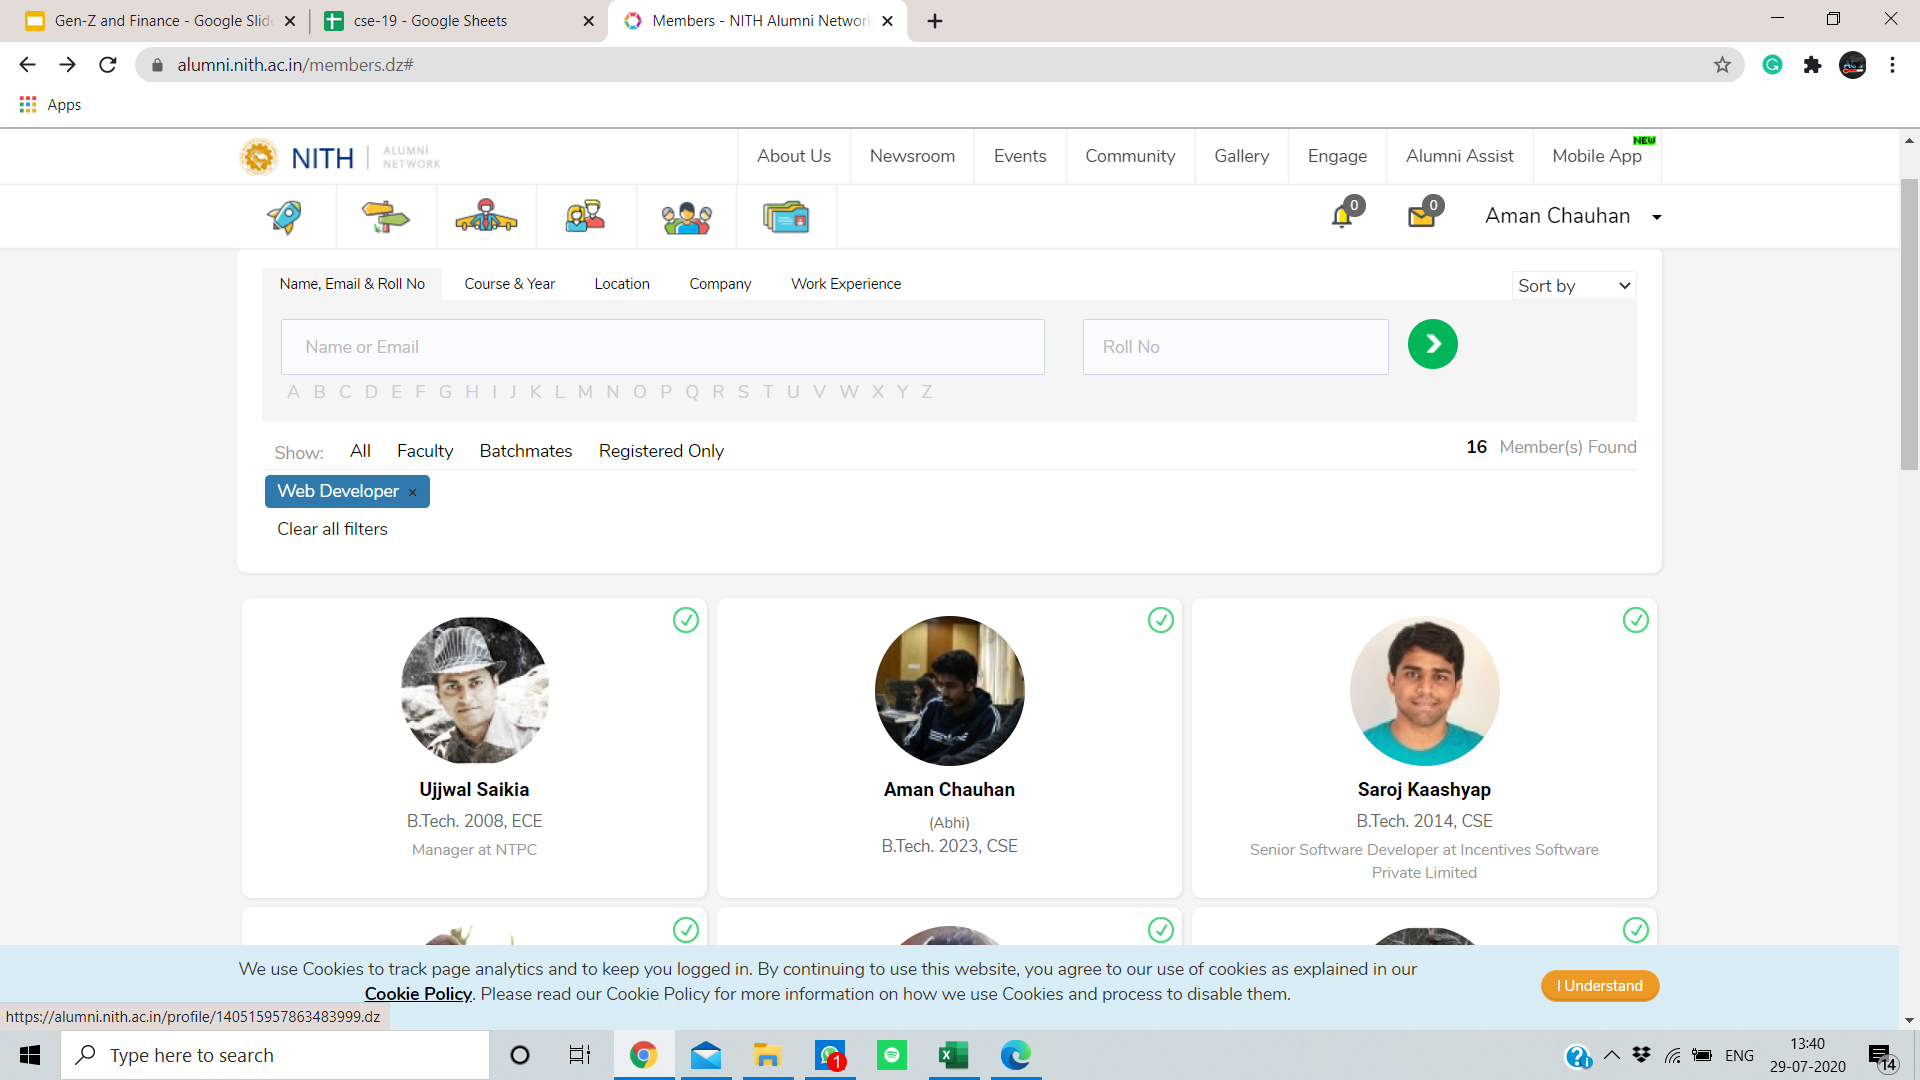 Gen-Z and Finance - Google Slid
cse-19 - Google Sheets
Members - NITH Alumni Networ
alumni.nith.ac.in/members.dz#
Apps
NITH
ALUMNI
NETWORK
About Us
Newsroom
Events
Community
Gallery
Engage
Alumni Assist
Mobile App
NEW
0
0
Aman Chauhan
Name, Email & Roll No
Course & Year
Location
Company
Work Experience
Sort by
Name or Email
Roll No
A B C D E F G H I J K L M N O P Q R S T U V W X Y Z
Show:
All
Faculty
Batchmates
Registered Only
16 Member(s) Found
Web Developer ×
Clear all filters
Ujjwal Saikia
B.Tech. 2008, ECE
Manager at NTPC
Aman Chauhan
(Abhi)
B.Tech. 2023, CSE
Saroj Kaashyap
B.Tech. 2014, CSE
Senior Software Developer at Incentives Software
Private Limited
We use Cookies to track page analytics and to keep you logged in. By continuing to use this website, you agree to our use of cookies as explained in our
Cookie Policy. Please read our Cookie Policy for more information on how we use Cookies and process to disable them.
I Understand
https://alumni.nith.ac.in/profile/140515957863483999.dz
Type here to search
1
ENG
13:40
29-07-2020
14